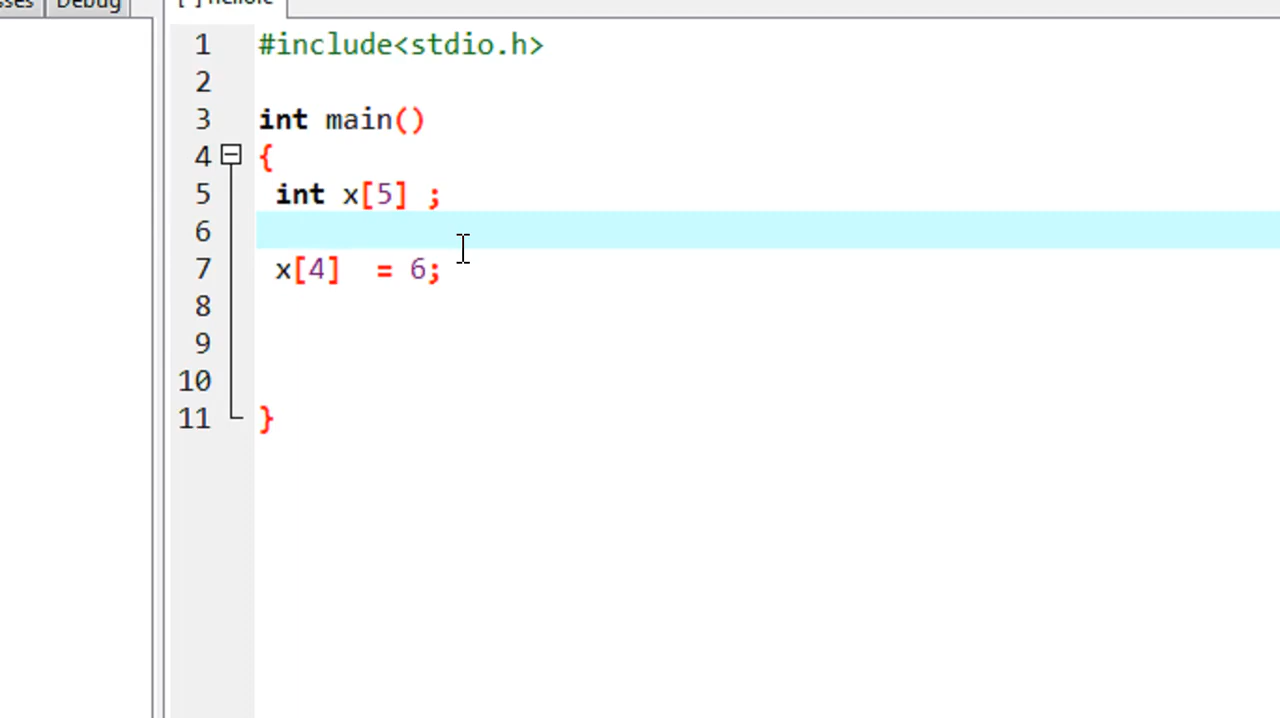 Debug
1 #include<stdio.h>
2
3 int main()
4 {
5 int x[5] ;
6
7 x[4]  = 6;
8
9
10
11 }